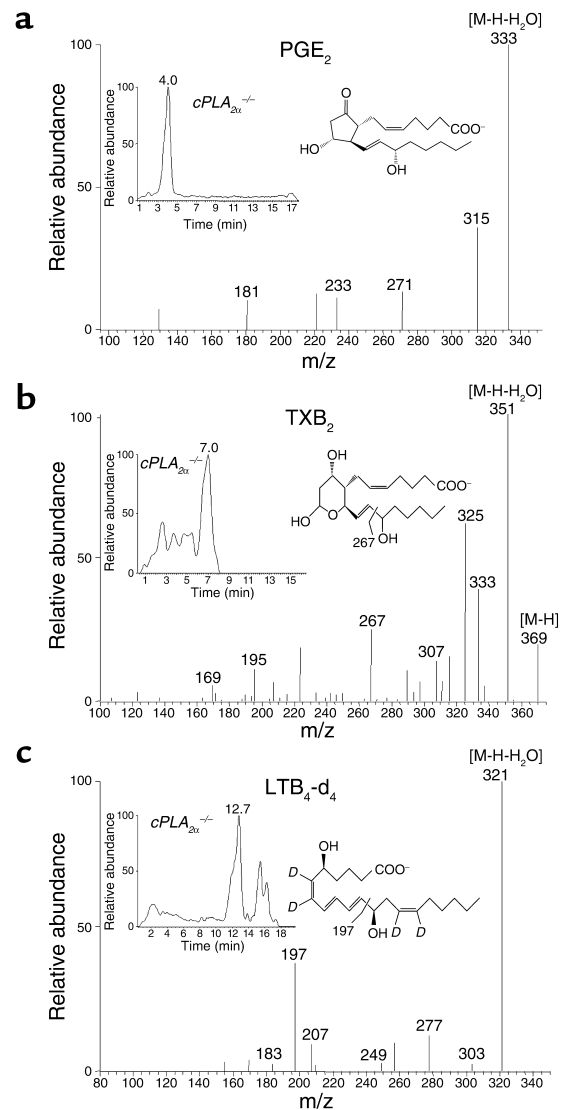 a
PGE2
[M-H-H2O]
333
Relative abundance
100
50
0
315
271
233
181
100 120 140 160 180 200 220 240 260 280 300 320 340
m/z
cPLA2α−/−
4.0
Relative abundance
100
50
0
1 3 5 7 9 11 13 15 17
Time (min)
O
HO
OH
COO−
b
TXB2
[M-H-H2O]
351
Relative abundance
100
50
0
325
333
[M-H]
369
267
307
195
169
100 120 140 160 180 200 220 240 260 280 300 320 340 360
m/z
cPLA2α−/−
7.0
Relative abundance
100
50
0
1 3 5 7 9 11 13 15
Time (min)
OH
COO−
HO
O
267
OH
c
LTB4-d4
[M-H-H2O]
321
Relative abundance
100
50
0
197
207
183
249
277
303
80 100 120 140 160 180 200 220 240 260 280 300 320 340
m/z
cPLA2α−/−
12.7
Relative abundance
100
50
0
2 4 6 8 10 12 14 16 18
Time (min)
OH
D
COO−
D
197
OH
D
D